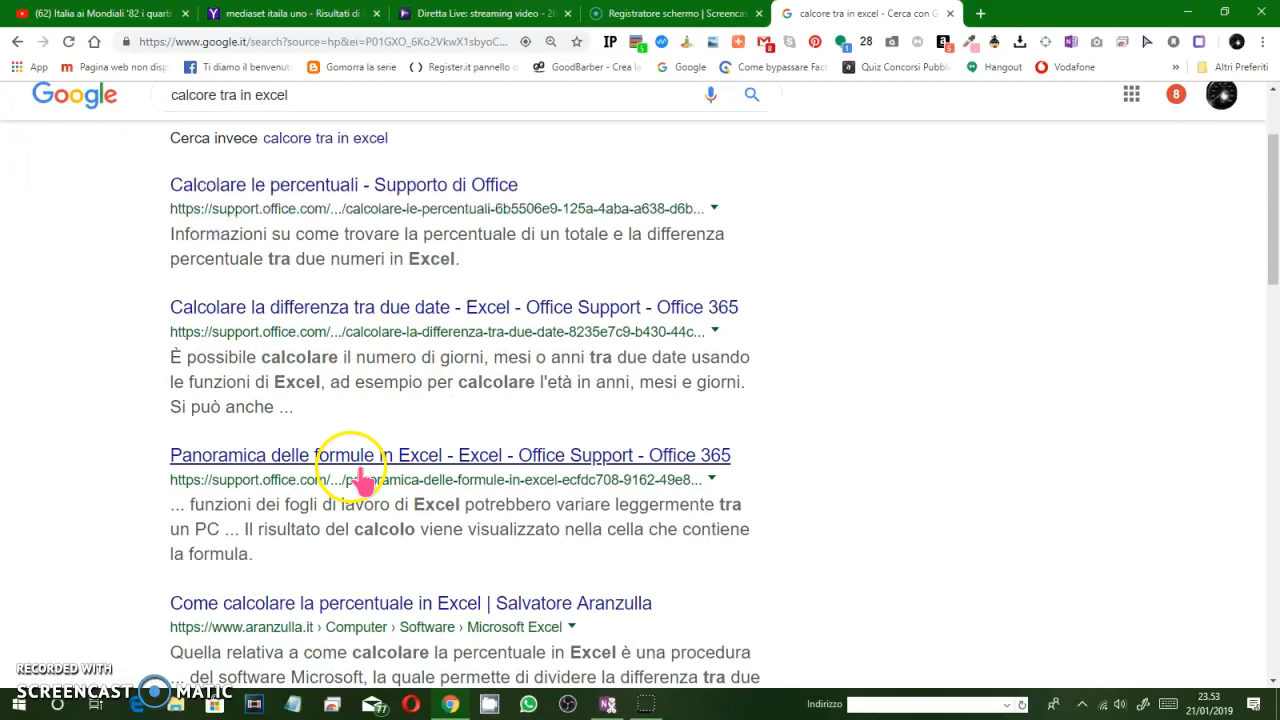 (62) Italia ai Mondiali '82 i quarti
mediaset itaila uno - Risultati
Diretta Live: streaming video - 20
Registratore schermo | Screencast
calcore tra in excel - Cerca con G
https://www.google.it/search?source=hp&ei=P01GXO_6Ko2VkwX1sbyoC...
IP
28
App
Pagina web non disp
Ti diamo il benvenuto
Gomorra la serie
Register.it pannello d
GoodBarber - Crea la
Google
Come bypassare Fact
Quiz Concorsi Pubbl
Hangout
Vodafone
»
Altri Preferiti
Google
calcore tra in excel
8
Cerca invece calcore tra in excel
Calcolare le percentuali - Supporto di Office
https://support.office.com/.../calcolare-le-percentuali-6b5506e9-125a-4aba-a638-d6b...
Informazioni su come trovare la percentuale di un totale e la differenza
percentuale tra due numeri in Excel.
Calcolare la differenza tra due date - Excel - Office Support - Office 365
https://support.office.com/.../calcolare-la-differenza-tra-due-date-8235e7c9-b430-44c...
È possibile calcolare il numero di giorni, mesi o anni tra due date usando
le funzioni di Excel, ad esempio per calcolare l'età in anni, mesi e giorni.
Si può anche ...
Panoramica delle formule in Excel - Excel - Office Support - Office 365
https://support.office.com/.../panoramica-delle-formule-in-excel-ecfdc708-9162-49e8...
... funzioni dei fogli di lavoro di Excel potrebbero variare leggermente tra
un PC ... Il risultato del calcolo viene visualizzato nella cella che contiene
la formula.
Come calcolare la percentuale in Excel | Salvatore Aranzulla
https://www.aranzulla.it › Computer › Software › Microsoft Excel
Quella relativa a come calcolare la percentuale in Excel è una procedura
... del software Microsoft, la quale permette di dividere la differenza tra due
RECORDED WITH
SCREENCAST MATIC
Indirizzo
23.53
21/01/2019